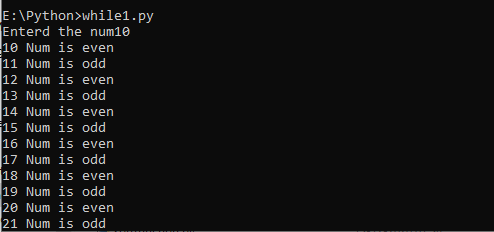 E:\Python>while1.py
Enterd the num10
10 Num is even
11 Num is odd
12 Num is even
13 Num is odd
14 Num is even
15 Num is odd
16 Num is even
17 Num is odd
18 Num is even
19 Num is odd
20 Num is even
21 Num is odd